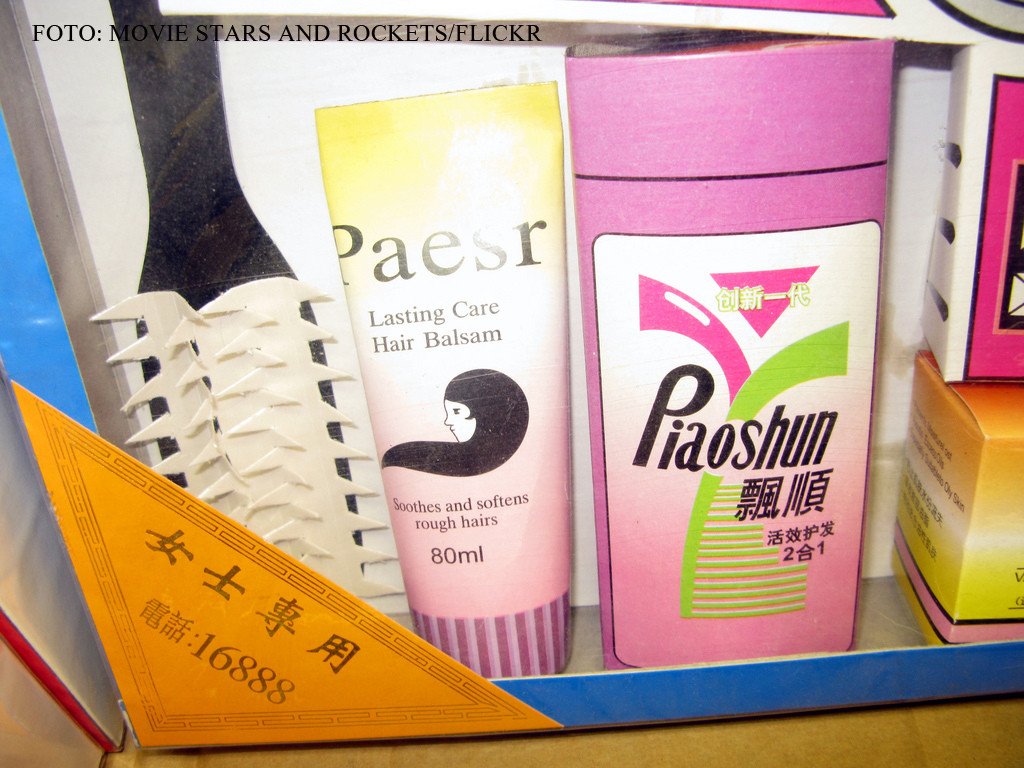 FOTO: MOVIE STARS AND ROCKETS/FLICKR
Paesr
Lasting Care
Hair Balsam
Soothes and softens
rough hairs
80ml
创新一代
Piaoshun
飄順
活效护发
2合1
女士專用
電話:16888
Oily Skin